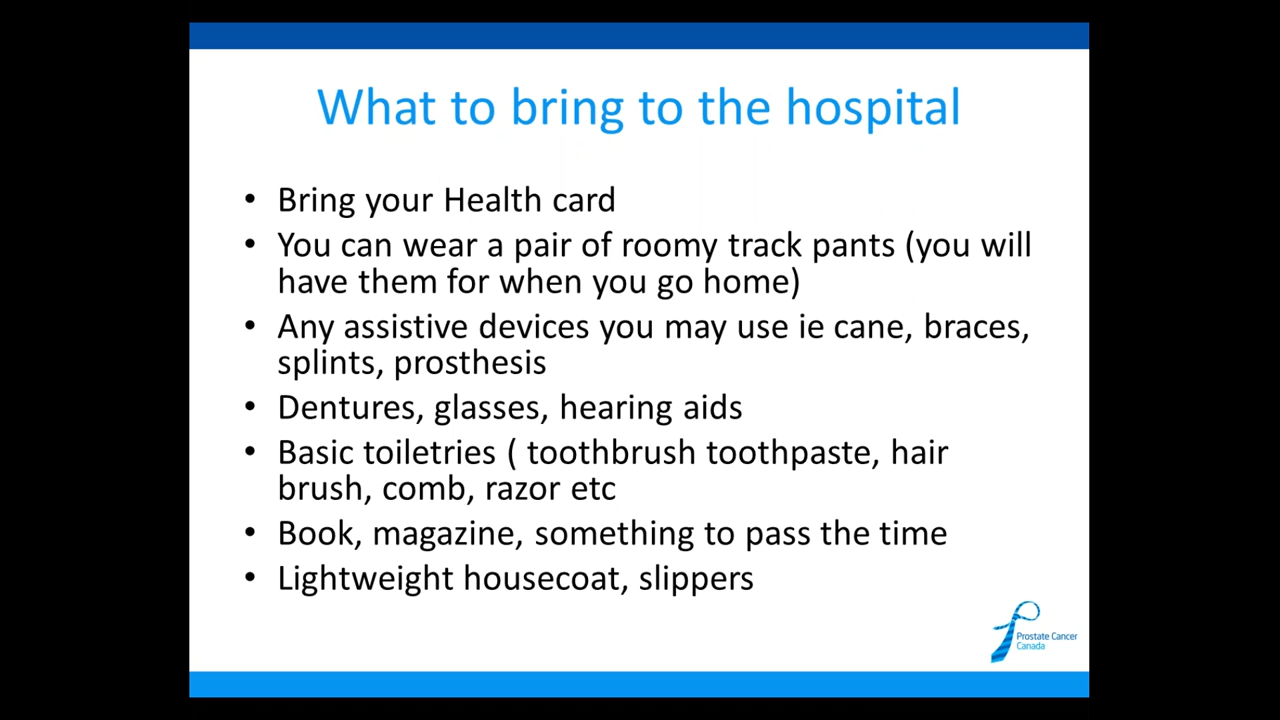 What to bring to the hospital
• Bring your Health card
• You can wear a pair of roomy track pants (you will
have them for when you go home)
• Any assistive devices you may use ie cane, braces,
splints, prosthesis
• Dentures, glasses, hearing aids
• Basic toiletries ( toothbrush toothpaste, hair
brush, comb, razor etc
• Book, magazine, something to pass the time
• Lightweight housecoat, slippers
Prostate Cancer
Canada